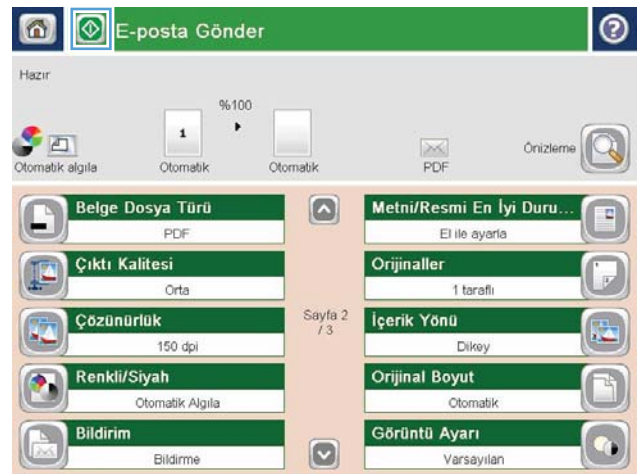 E-posta Gönder
Hazır
%100
1
Otomatik algıla
Otomatik
Otomatik
PDF
Önizleme
Belge Dosya Türü
PDF
Metni/Resmi En İyi Duru...
El ile ayarla
Çıktı Kalitesi
Orta
Orijinaller
1 taraflı
Çözünürlük
150 dpi
Sayfa 2
/ 3
İçerik Yönü
Dikey
Renkli/Siyah
Otomatik Algıla
Orijinal Boyut
Otomatik
Bildirim
Bildirme
Görüntü Ayarı
Varsayılan